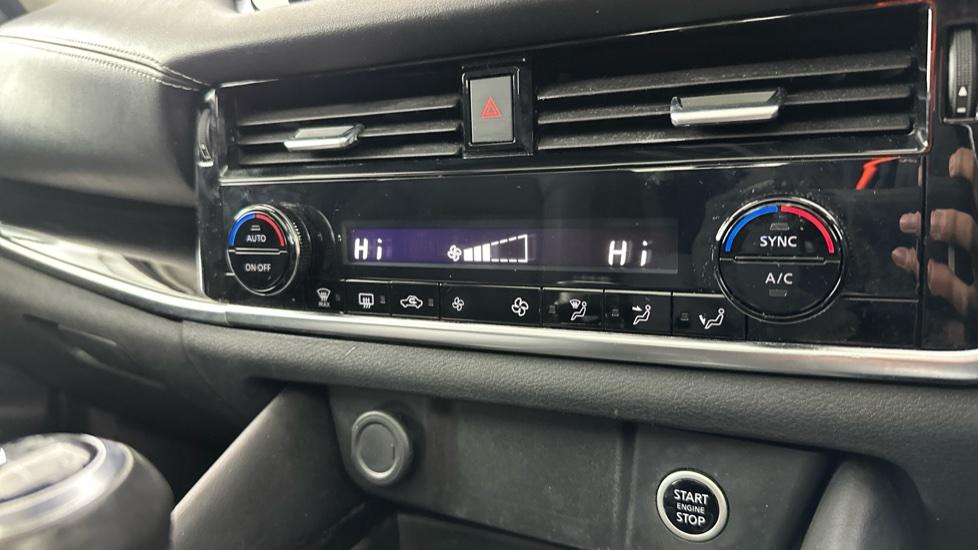 Hi
Hi
AUTO
ON·OFF
SYNC
A/C
MAX
START
ENGINE
STOP